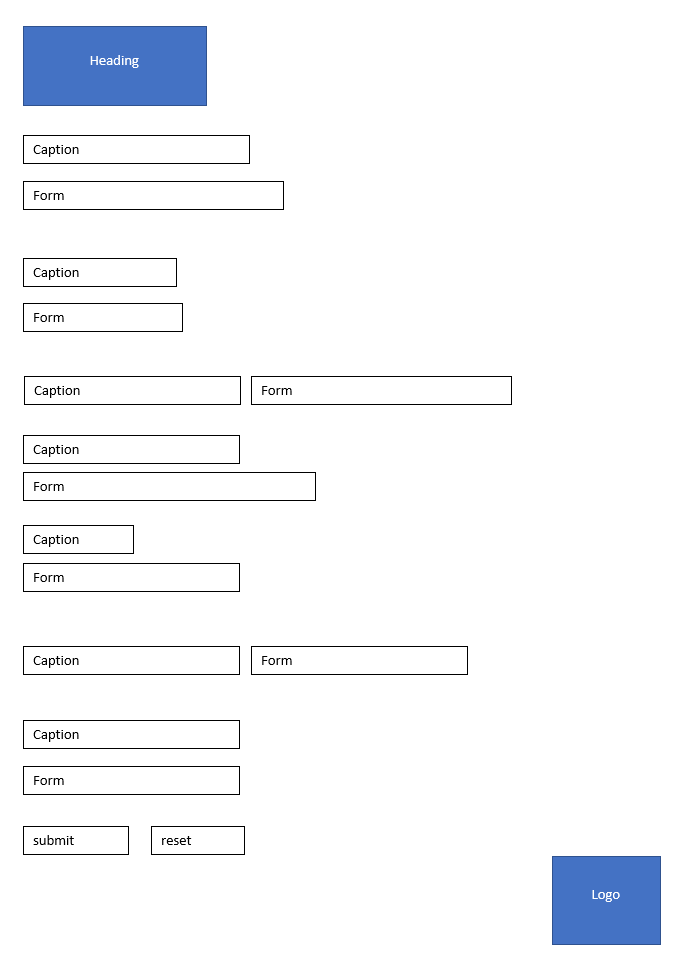 Heading
Caption
Form
Caption
Form
Caption Form
Caption
Form
Caption
Form
Caption Form
Caption
Form
submit reset
Logo